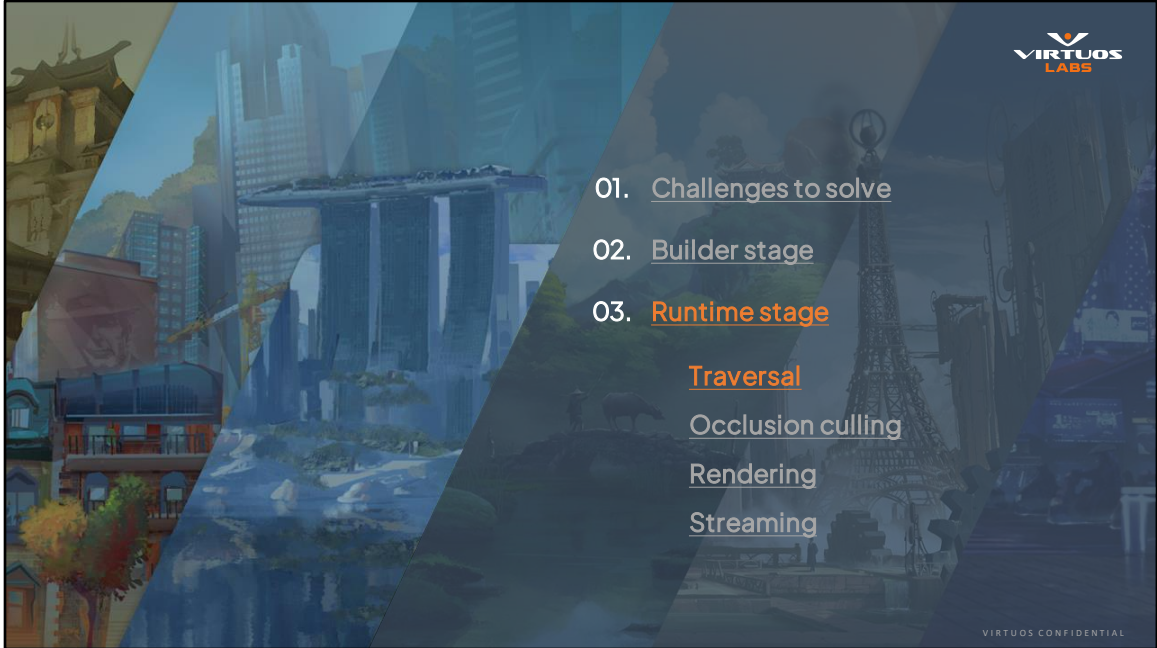 VIRTUOS
LABS
01. Challenges to solve
02. Builder stage
03. Runtime stage
Traversal
Occlusion culling
Rendering
Streaming
VIRTUOS CONFIDENTIAL